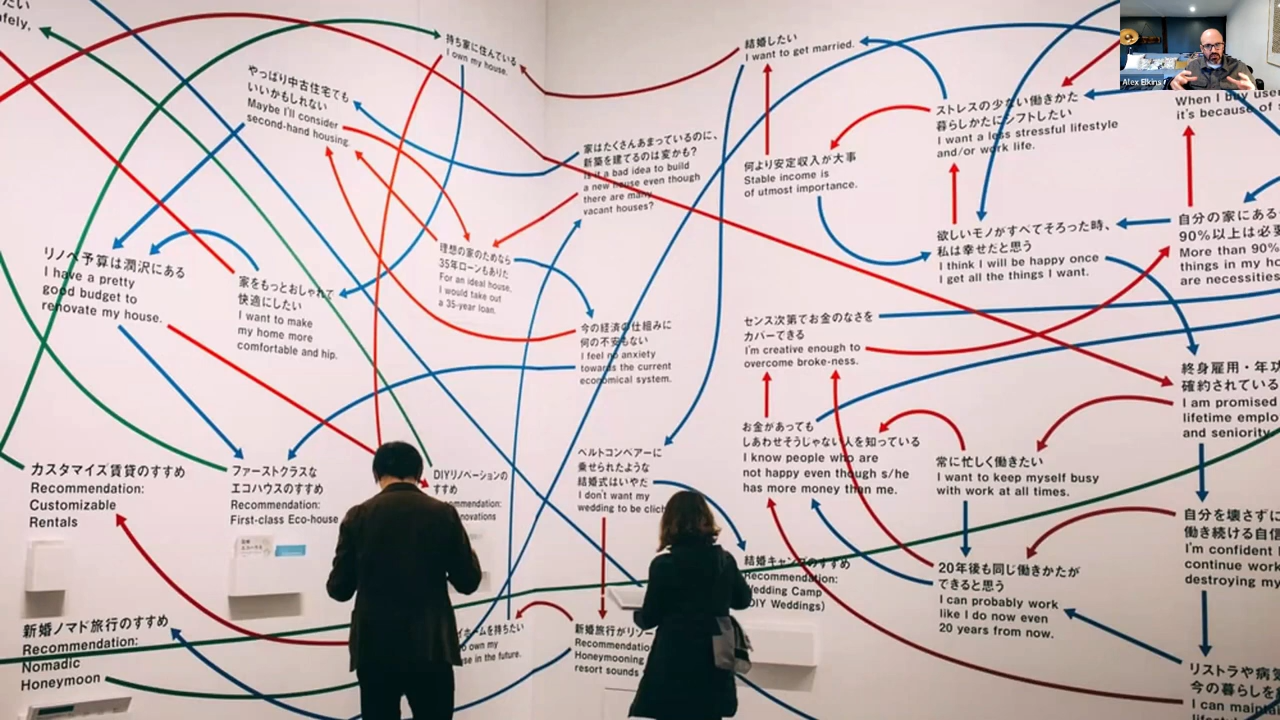 たい
afely,
持ち家に住んでいる
I own my house.
やっぱり中古住宅でも
いいかもしれない
Maybe I'll consider
second-hand housing.
家はたくさんあまっているのに、
新築を建てるのは変かも?
Is it a bad idea to build
a new house even though
there are many
vacant houses?
リノベ予算は潤沢にある
I have a pretty
good budget to
renovate my house.
家をもっとおしゃれで
快適にしたい
I want to make
my home more
comfortable and hip.
理想の家のためなら
35年ローンもありだ
For an ideal house,
I would take out
a 35-year loan.
今の経済の仕組みに
何の不安もない
I feel no anxiety
towards the current
economical system.
カスタマイズ賃貸のすすめ
Recommendation:
Customizable
Rentals
ファーストクラスな
エコハウスのすすめ
Recommendation:
First-class Eco-house
DIYリノベーションの
すすめ
mmendation:
novations
ベルトコンベアーに
乗せられたような
結婚式はいやだ
I don't want my
wedding to be clich
新婚ノマド旅行のすすめ
Recommendation:
Nomadic
Honeymoon
イホームを持ちたい
o own my
se in the future.
新婚旅行がリゾー
Recommendatio
Honeymooning
resort sounds
結婚したい
I want to get married.
何より安定収入が大事
Stable income is
of utmost importance.
ストレスの少ない働きかた
暮らしかたにシフトしたい
I want a less stressful lifestyle
and/or work life.
欲しいモノがすべてそろった時、
私は幸せだと思う
I think I will be happy once
I get all the things I want.
センス次第でお金のなさを
カバーできる
I'm creative enough to
overcome broke-ness.
お金があっても
しあわせそうじゃない人を知っている
I know people who are
not happy even though s/he
has more money than me.
常に忙しく働きたい
I want to keep myself busy
with work at all times.
結婚キャンプのすすめ
Recommendation:
Wedding Camp
(DIY Weddings)
20年後も同じ働きかたが
できると思う
I can probably work
like I do now even
20 years from now.
Alex Elkins
When I buy use
it's because of
自分の家にある
90%以上は必要
More than 90%
things in my ho
are necessities
終身雇用・年功
確約されている
I am promised
lifetime emplo
and seniority
自分を壊さずに
働き続ける自信
I'm confident
continue work
destroying my
リストラや病気
今の暮らしを
I can maintai